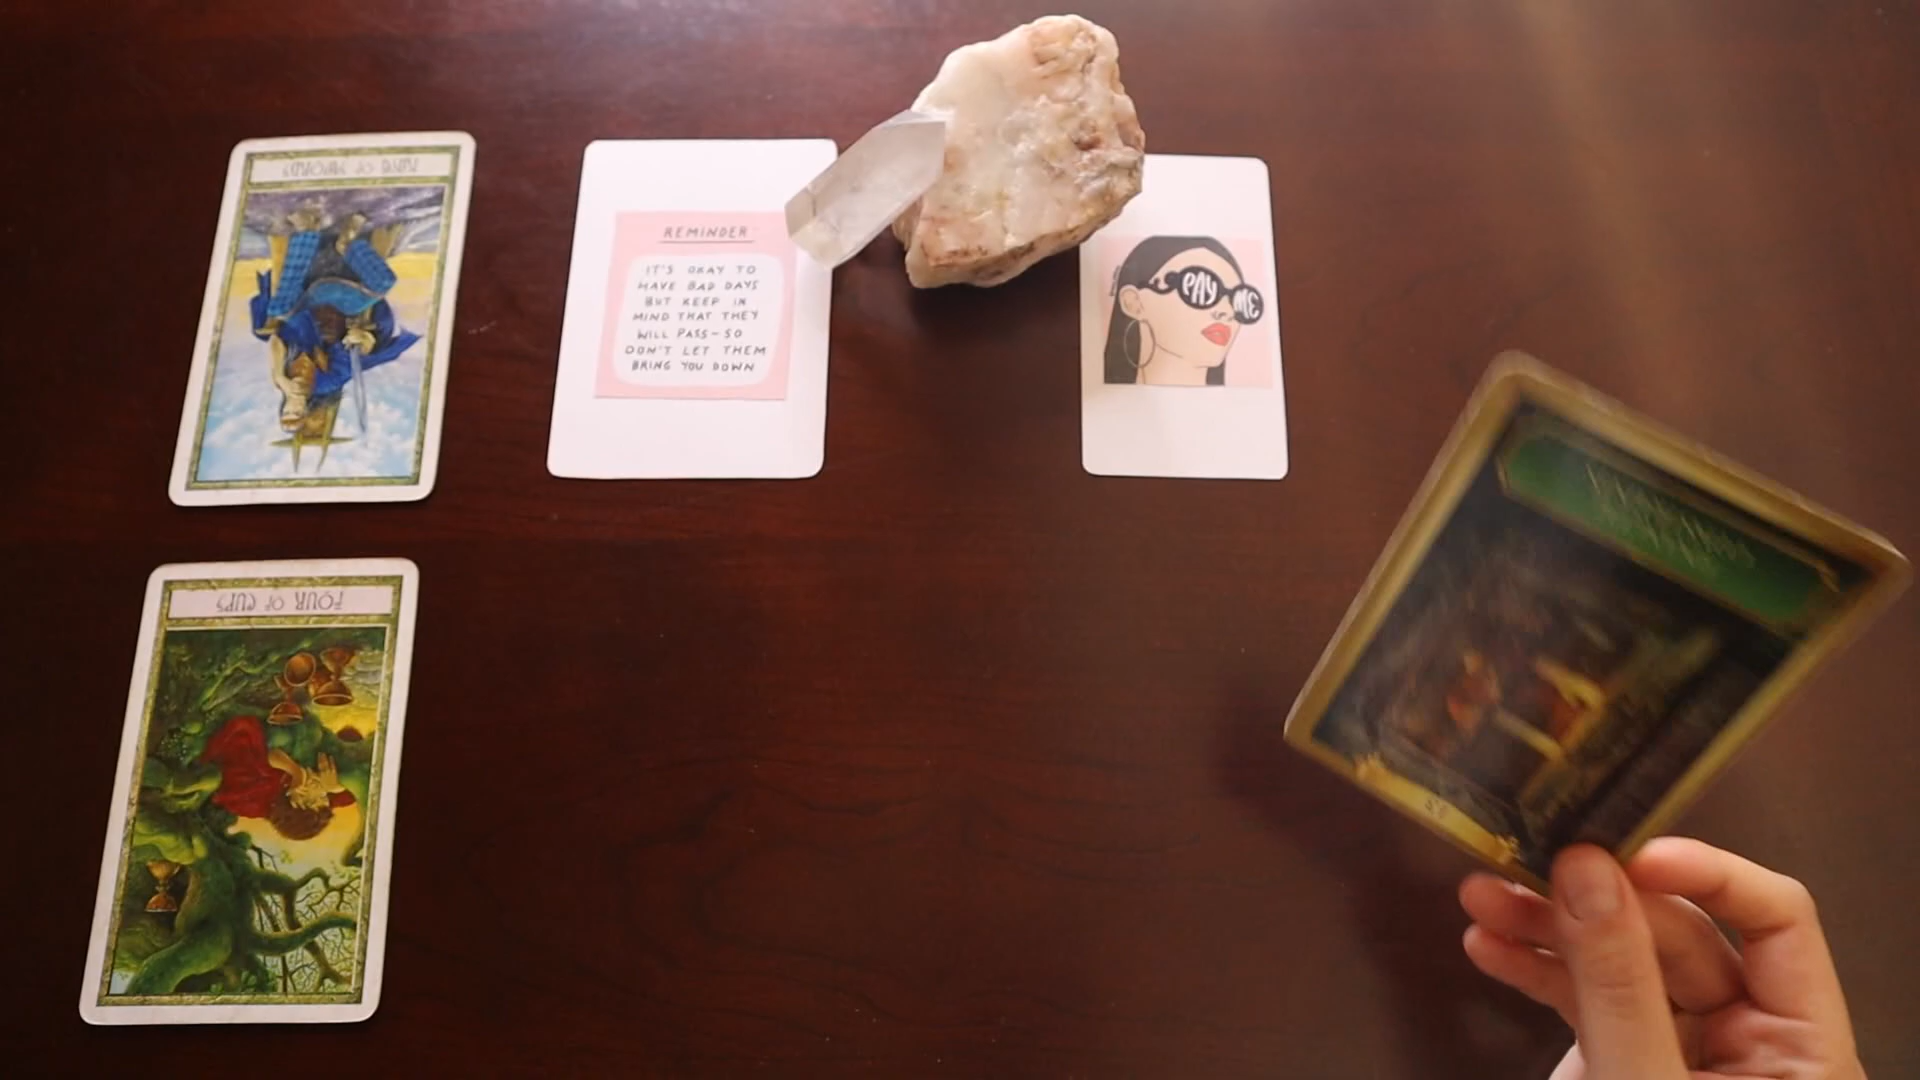 OF SWORDS
REMINDER
IT'S OKAY TO
HAVE BAD DAYS
BUT KEEP IN
MIND THAT THEY
WILL PASS—SO
DON'T LET THEM
BRING YOU DOWN
PAY ME
FOUR OF CUPS